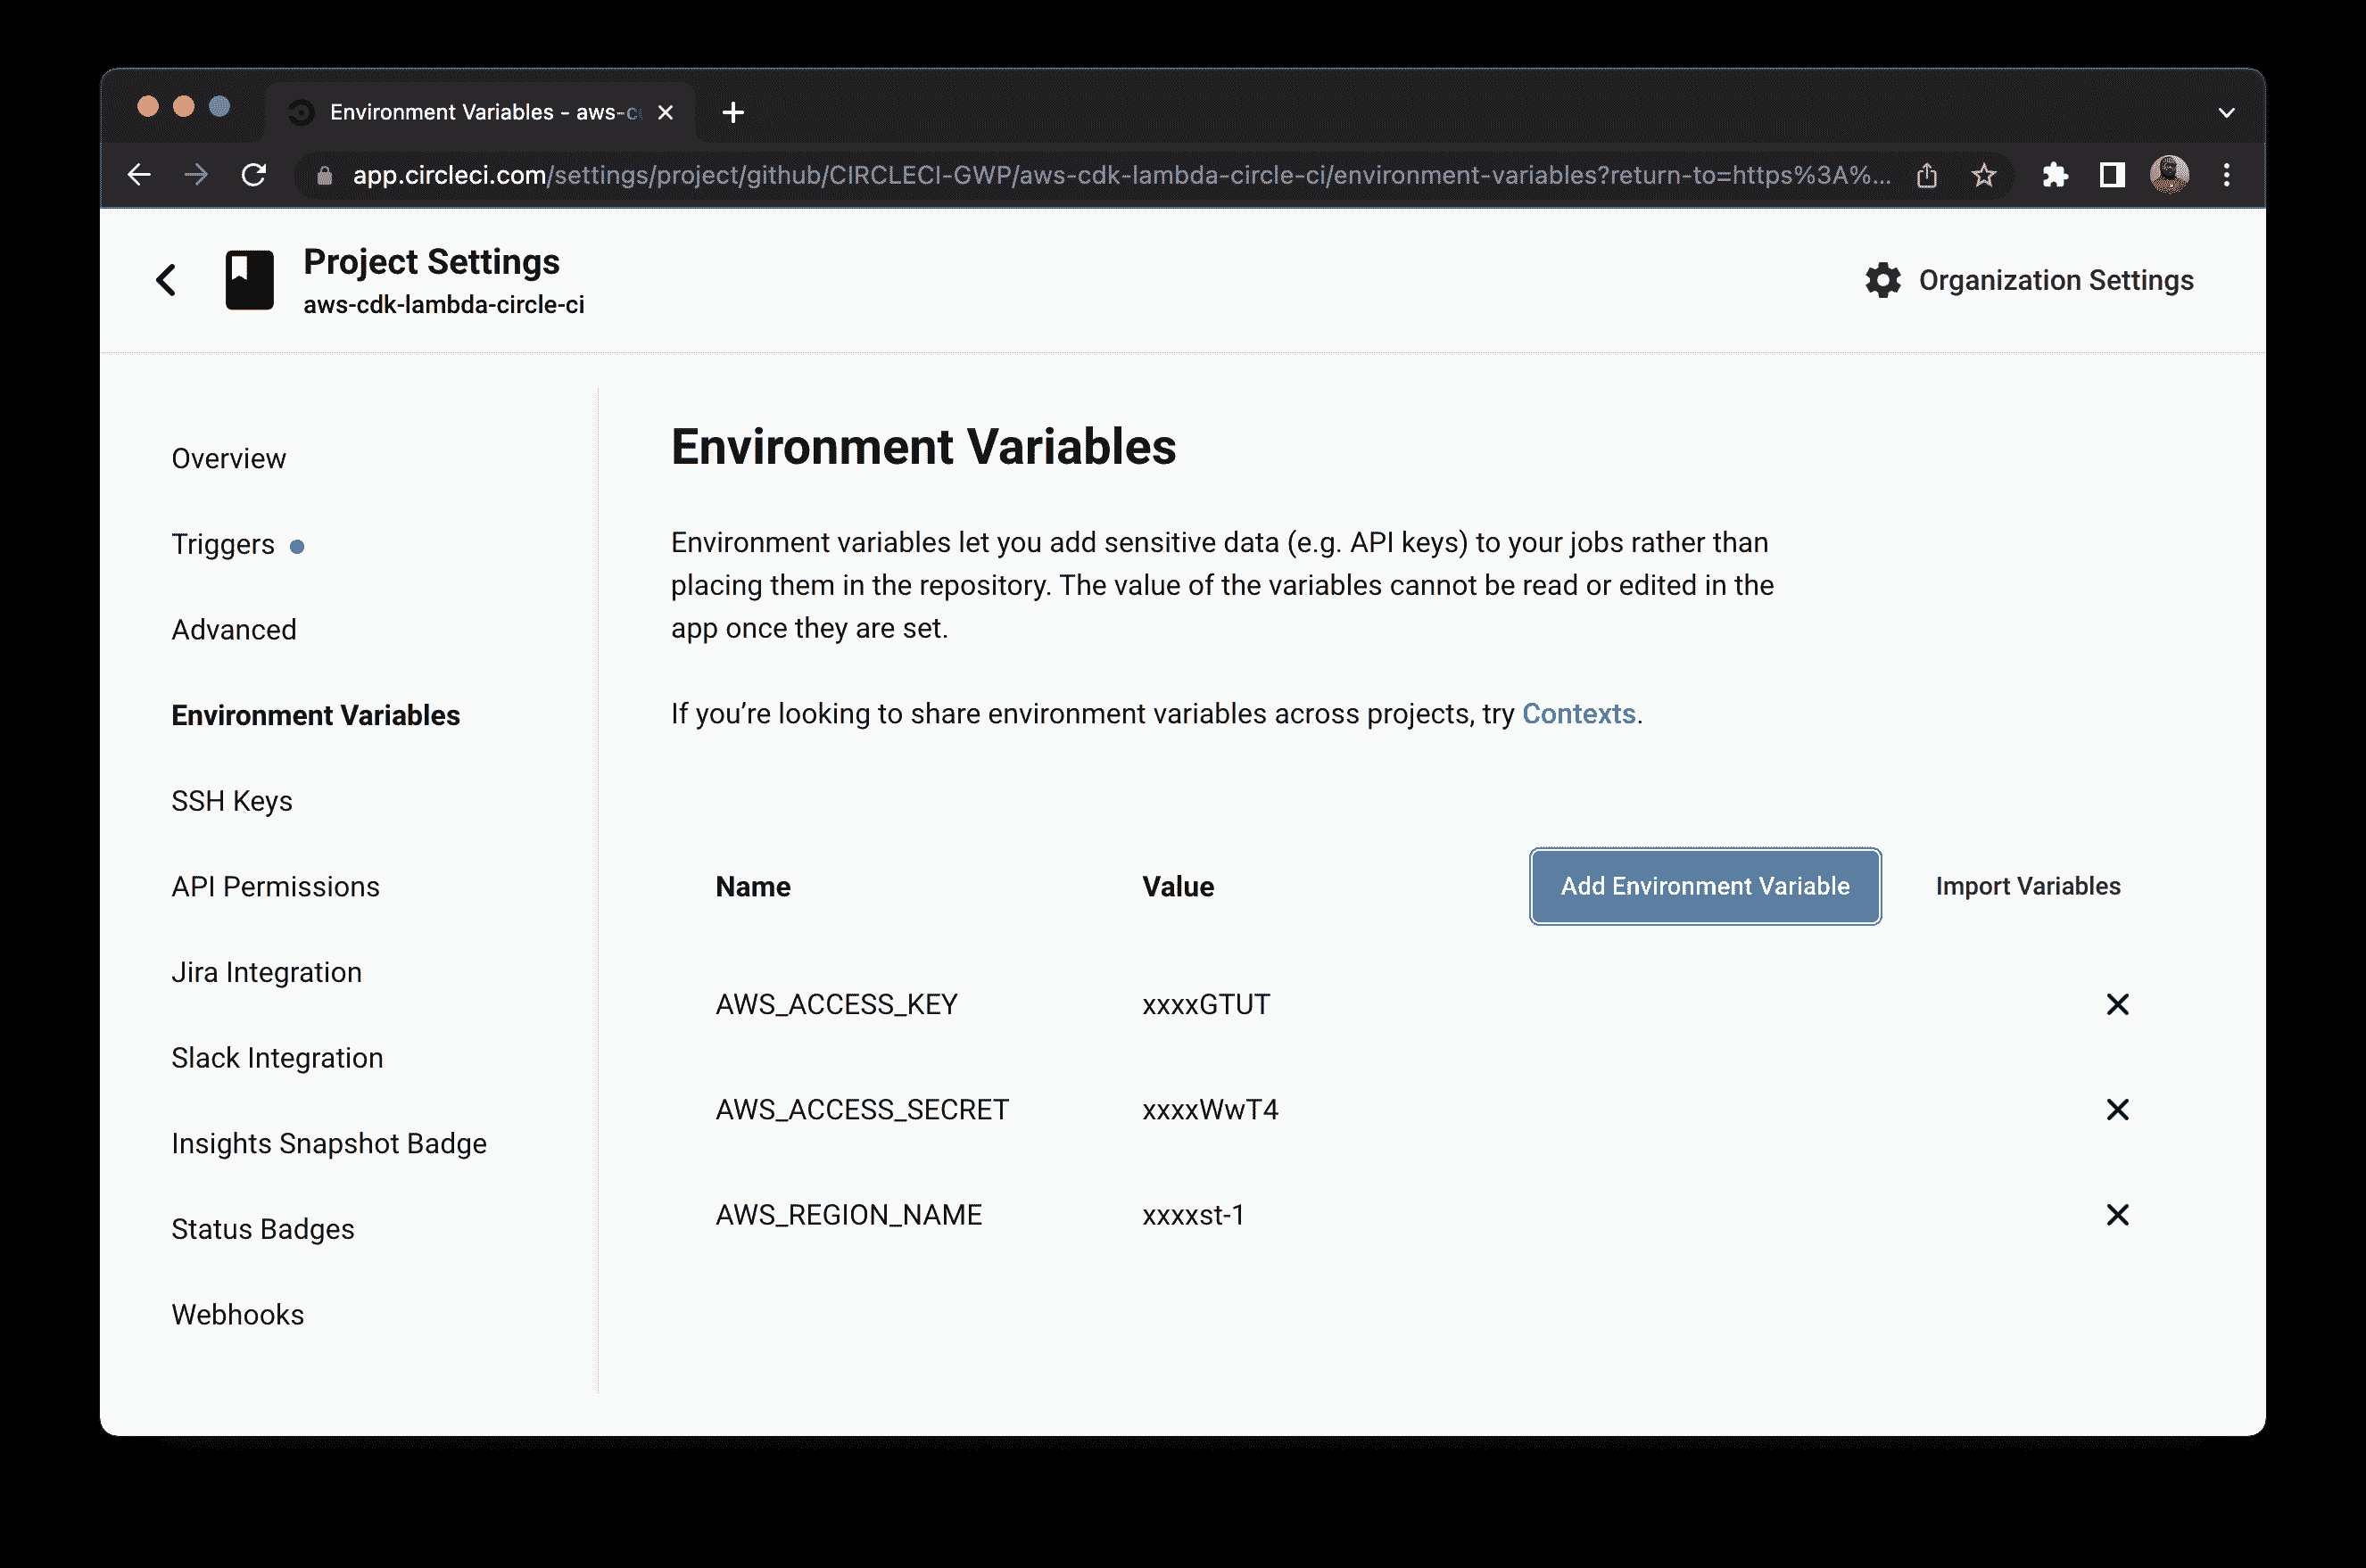 Environment Variables - aws-c
app.circleci.com/settings/project/github/CIRCLECI-GWP/aws-cdk-lambda-circle-ci/environment-variables?return-to=https%3A%...
Project Settings
aws-cdk-lambda-circle-ci
Organization Settings
Overview
Triggers
Advanced
Environment Variables
SSH Keys
API Permissions
Jira Integration
Slack Integration
Insights Snapshot Badge
Status Badges
Webhooks
Environment Variables
Environment variables let you add sensitive data (e.g. API keys) to your jobs rather than
placing them in the repository. The value of the variables cannot be read or edited in the
app once they are set.
If you’re looking to share environment variables across projects, try Contexts.
Name Value Add Environment Variable Import Variables
AWS_ACCESS_KEY xxxxGTUT
AWS_ACCESS_SECRET xxxxWwT4
AWS_REGION_NAME xxxxst-1